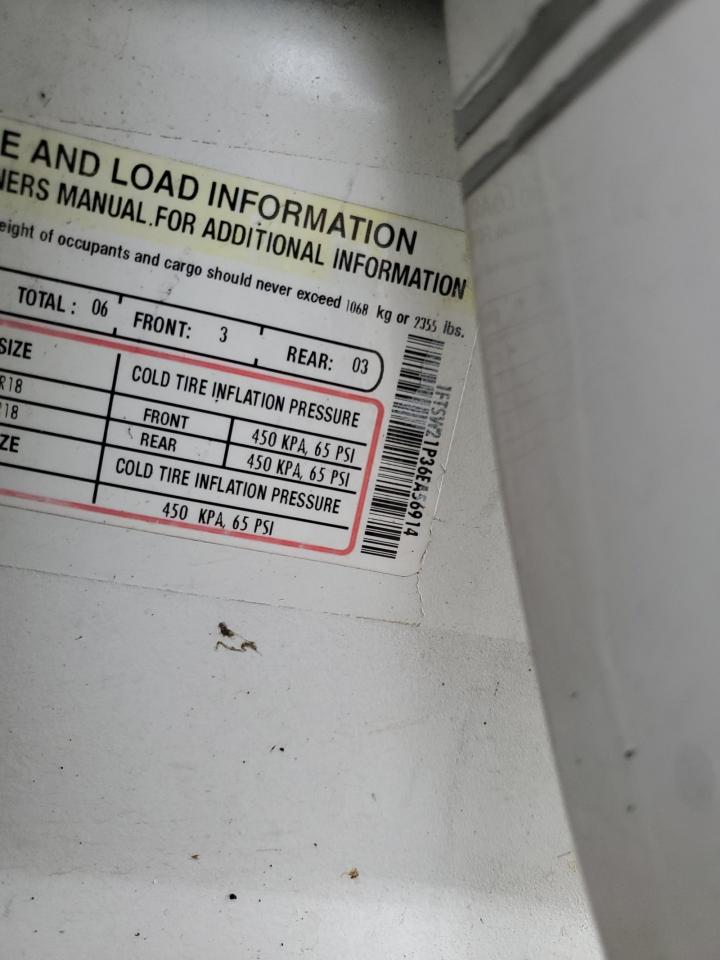 E AND LOAD INFORMATION
NERS MANUAL.FOR ADDITIONAL INFORMATION
eight of occupants and cargo should never exceed 1068 kg or 2355 lbs.
TOTAL : 06 FRONT: 3 REAR: 03
SIZE COLD TIRE INFLATION PRESSURE
R18 FRONT 450 KPA, 65 PSI
R18 REAR 450 KPA, 65 PSI
ZE COLD TIRE INFLATION PRESSURE
450 KPA, 65 PSI
1FTSW21P36EA56914